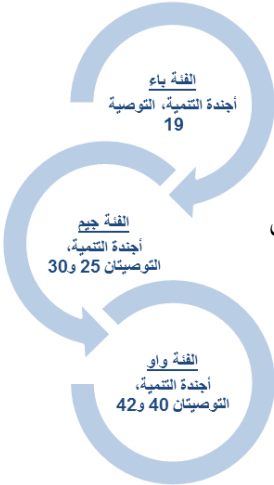 الفئة باء
أجندة التنمية، التوصية
19
الفئة جيم
أجندة التنمية،
التوصيتان 25 و30
الفئة واو
أجندة التنمية،
التوصيتان 40 و42